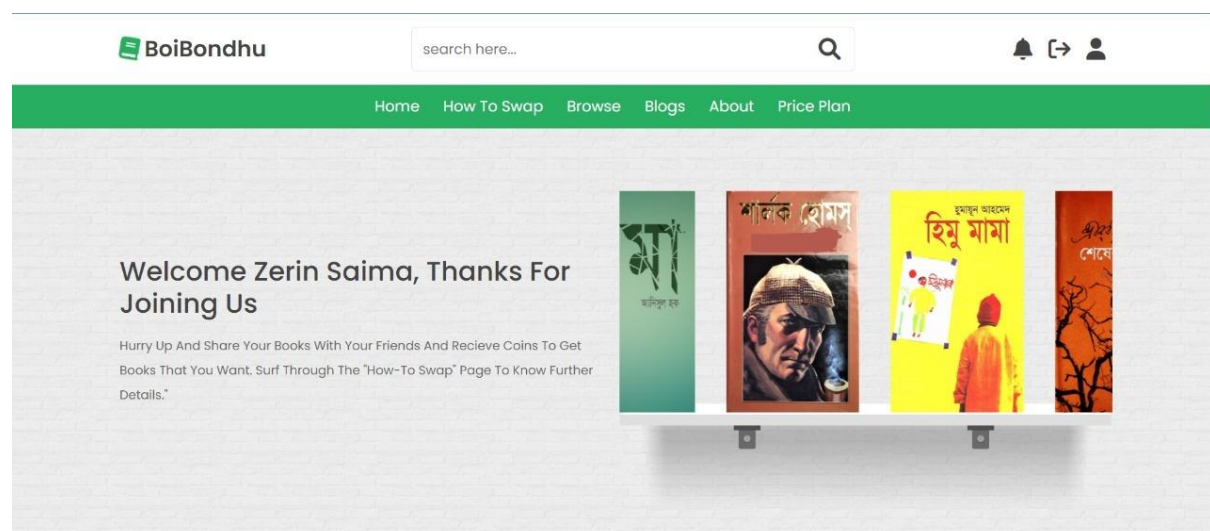 BoiBondhu
search here...
Home How To Swap Browse Blogs About Price Plan
Welcome Zerin Saima, Thanks For
Joining Us
Hurry Up And Share Your Books With Your Friends And Recieve Coins To Get
Books That You Want. Surf Through The "How-To Swap" Page To Know Further
Details."
মা
আনিসুল হক
শার্লক হোমস্
হুমায়ূন আহমেদ
হিমু মামা
শেষের